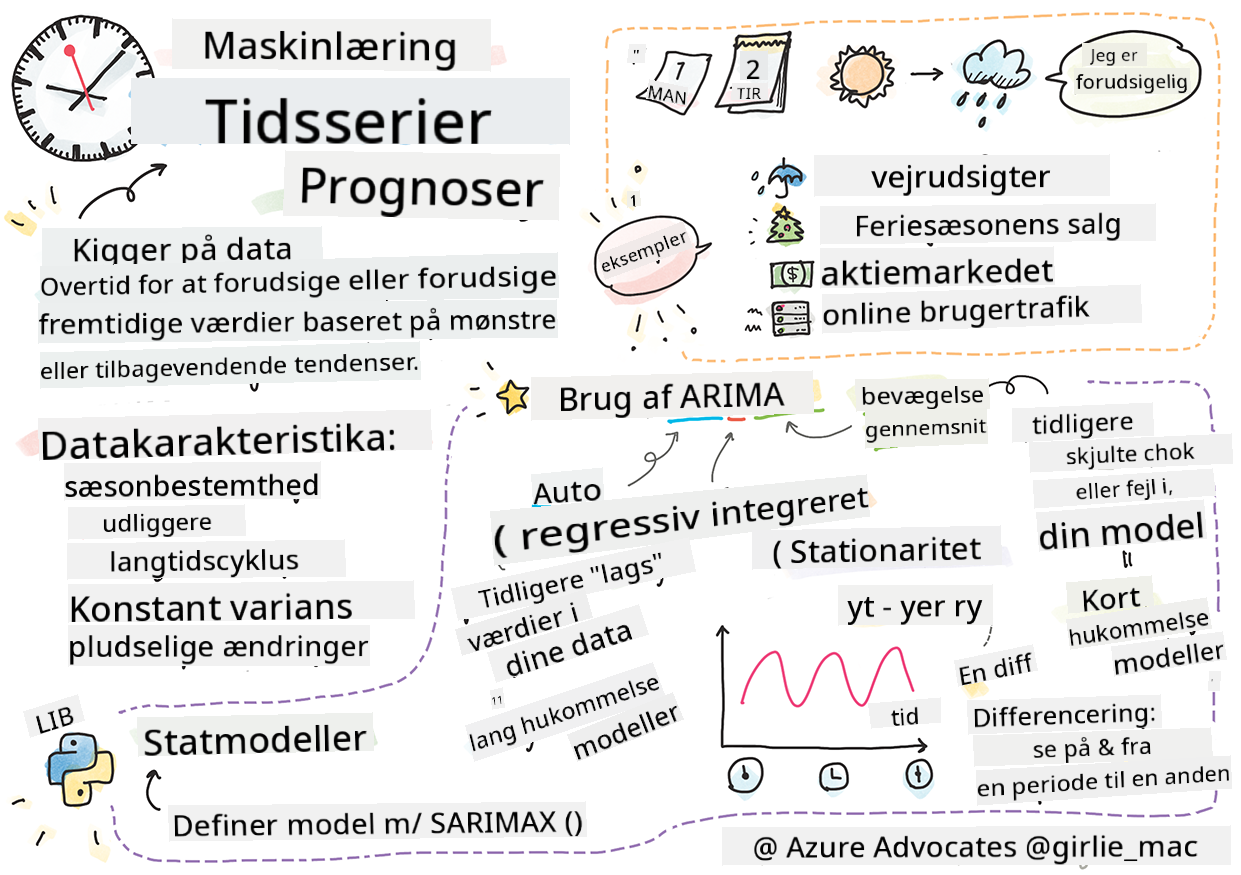 Maskinlæring
Tidsserier
Prognoser
Kigger på data
Overtid for at forudsige eller forudsige
fremtidige værdier baseret på mønstre
eller tilbagevendende tendenser.
"
1
MAN
2
TIR
Jeg er
forudsigelig
1
eksempler
vejrudsigter
Feriesæsonens salg
aktiemarkedet
online brugertrafik
Datakarakteristika:
sæsonbestemthed
udliggere
langtidscyklus
Konstant varians
pludselige ændringer
Brug af ARIMA
bevægelse
gennemsnit
tidligere
skjulte chok
eller fejl i,
din model
Kort
hukommelse
modeller
Auto
( regressiv integreret
Tidligere "lags"
værdier i
dine data
11
lang hukommelse
modeller
( Stationaritet
yt - yer ry
tid
En diff
Differencering:
se på & fra
en periode til en anden
LIB
Statmodeller
Definer model m/ SARIMAX ()
@ Azure Advocates @girlie_mac